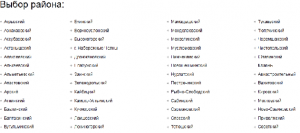 Выбор района:
Агрызский
Азнакаевский
Аксубаевский
Актанышский
Алексеевский
Алькеевский
Альметьевский
Апастовский
Арский
Атнинский
Бавлинский
Балтасинский
Бугульминский
Буинский
Верхнеуслонский
Высокогорский
г. Набережные Челны
Дрожжановский
Елабужский
Заинский
Зеленодольский
Кайбицкий
Камско-Устьинский
Кукморский
Лаишевский
Лениногорский
Мамадышский
Менделеевский
Мензелинский
Муслюмовский
Нижнекамский
Новошешминский
Нурлатский
Пестречинский
Рыбно-Слободский
Сабинский
Сармановский
Спасский
Тетюшский
Тукаевский
Тюлячинский
Черемшанский
Чистопольский
Ютазинский
Казань
Авиастроительный
Вахитовский
Кировский
Московский
Ново-Савиновский
Приволжский
Советский